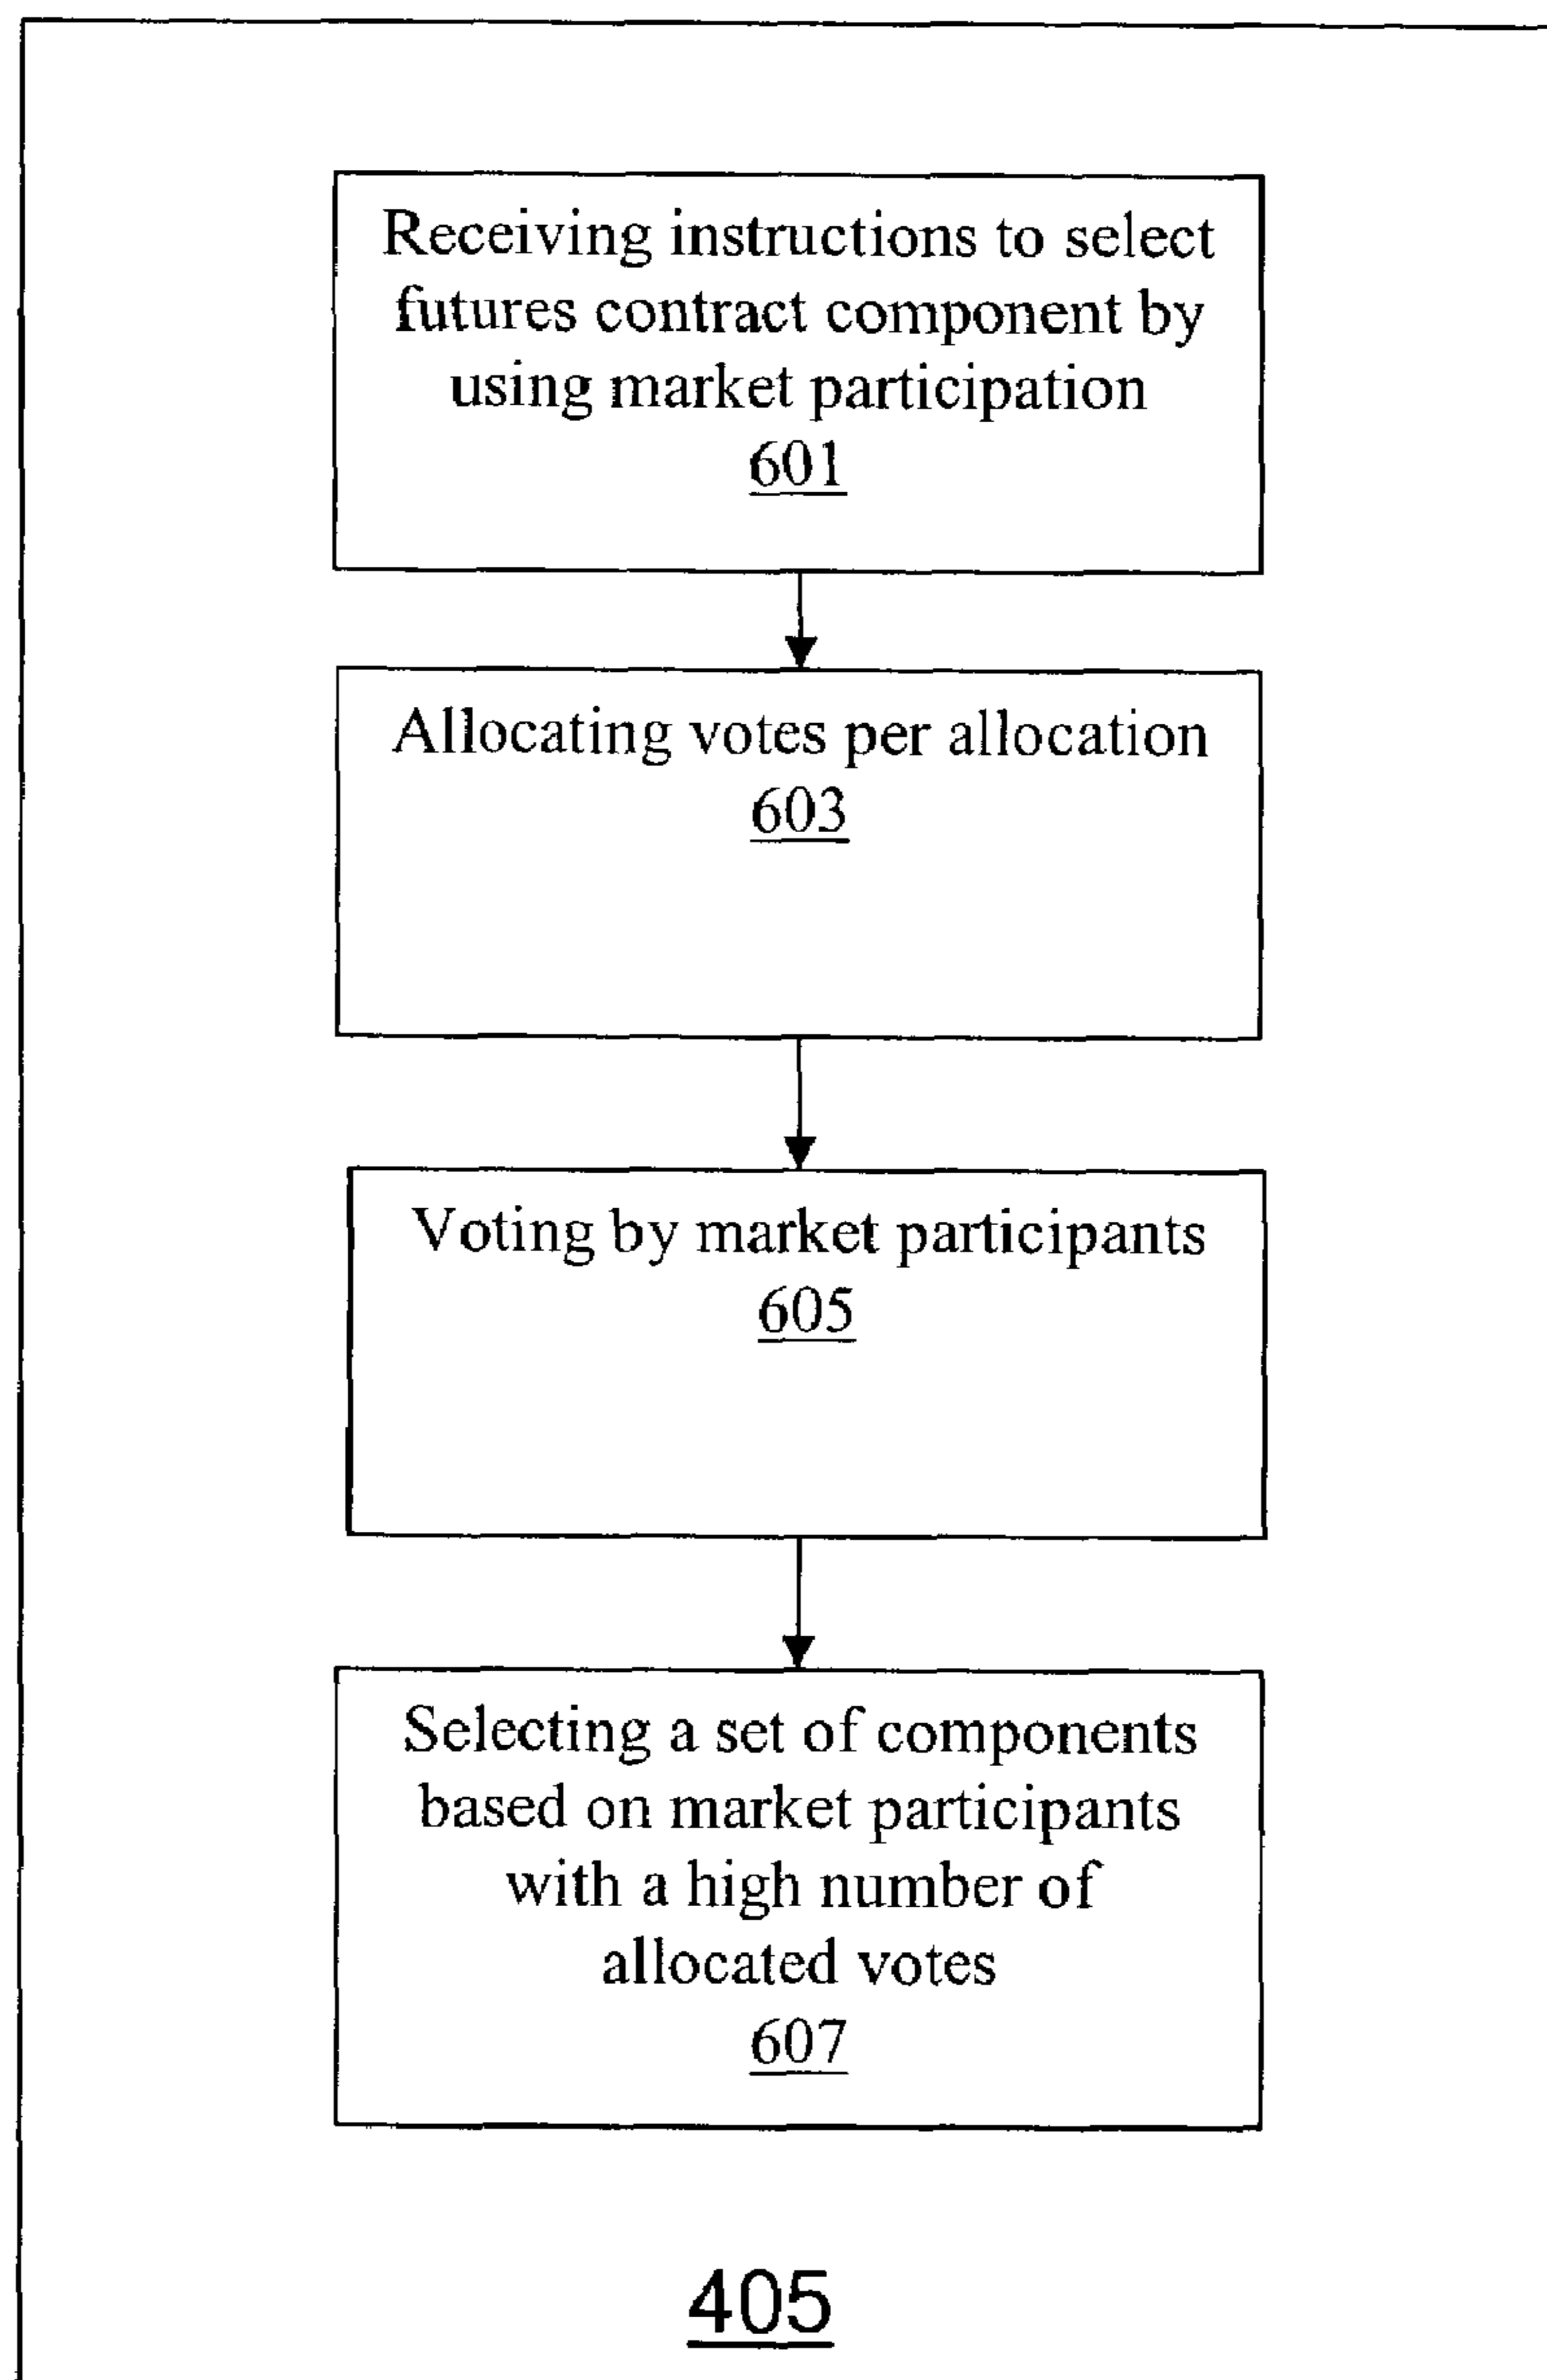 Receiving instructions to select
futures contract component by
using market participation
601
Allocating votes per allocation
603
Voting by market participants
605
Selecting a set of components
based on market participants
with a high number of
allocated votes
607
405